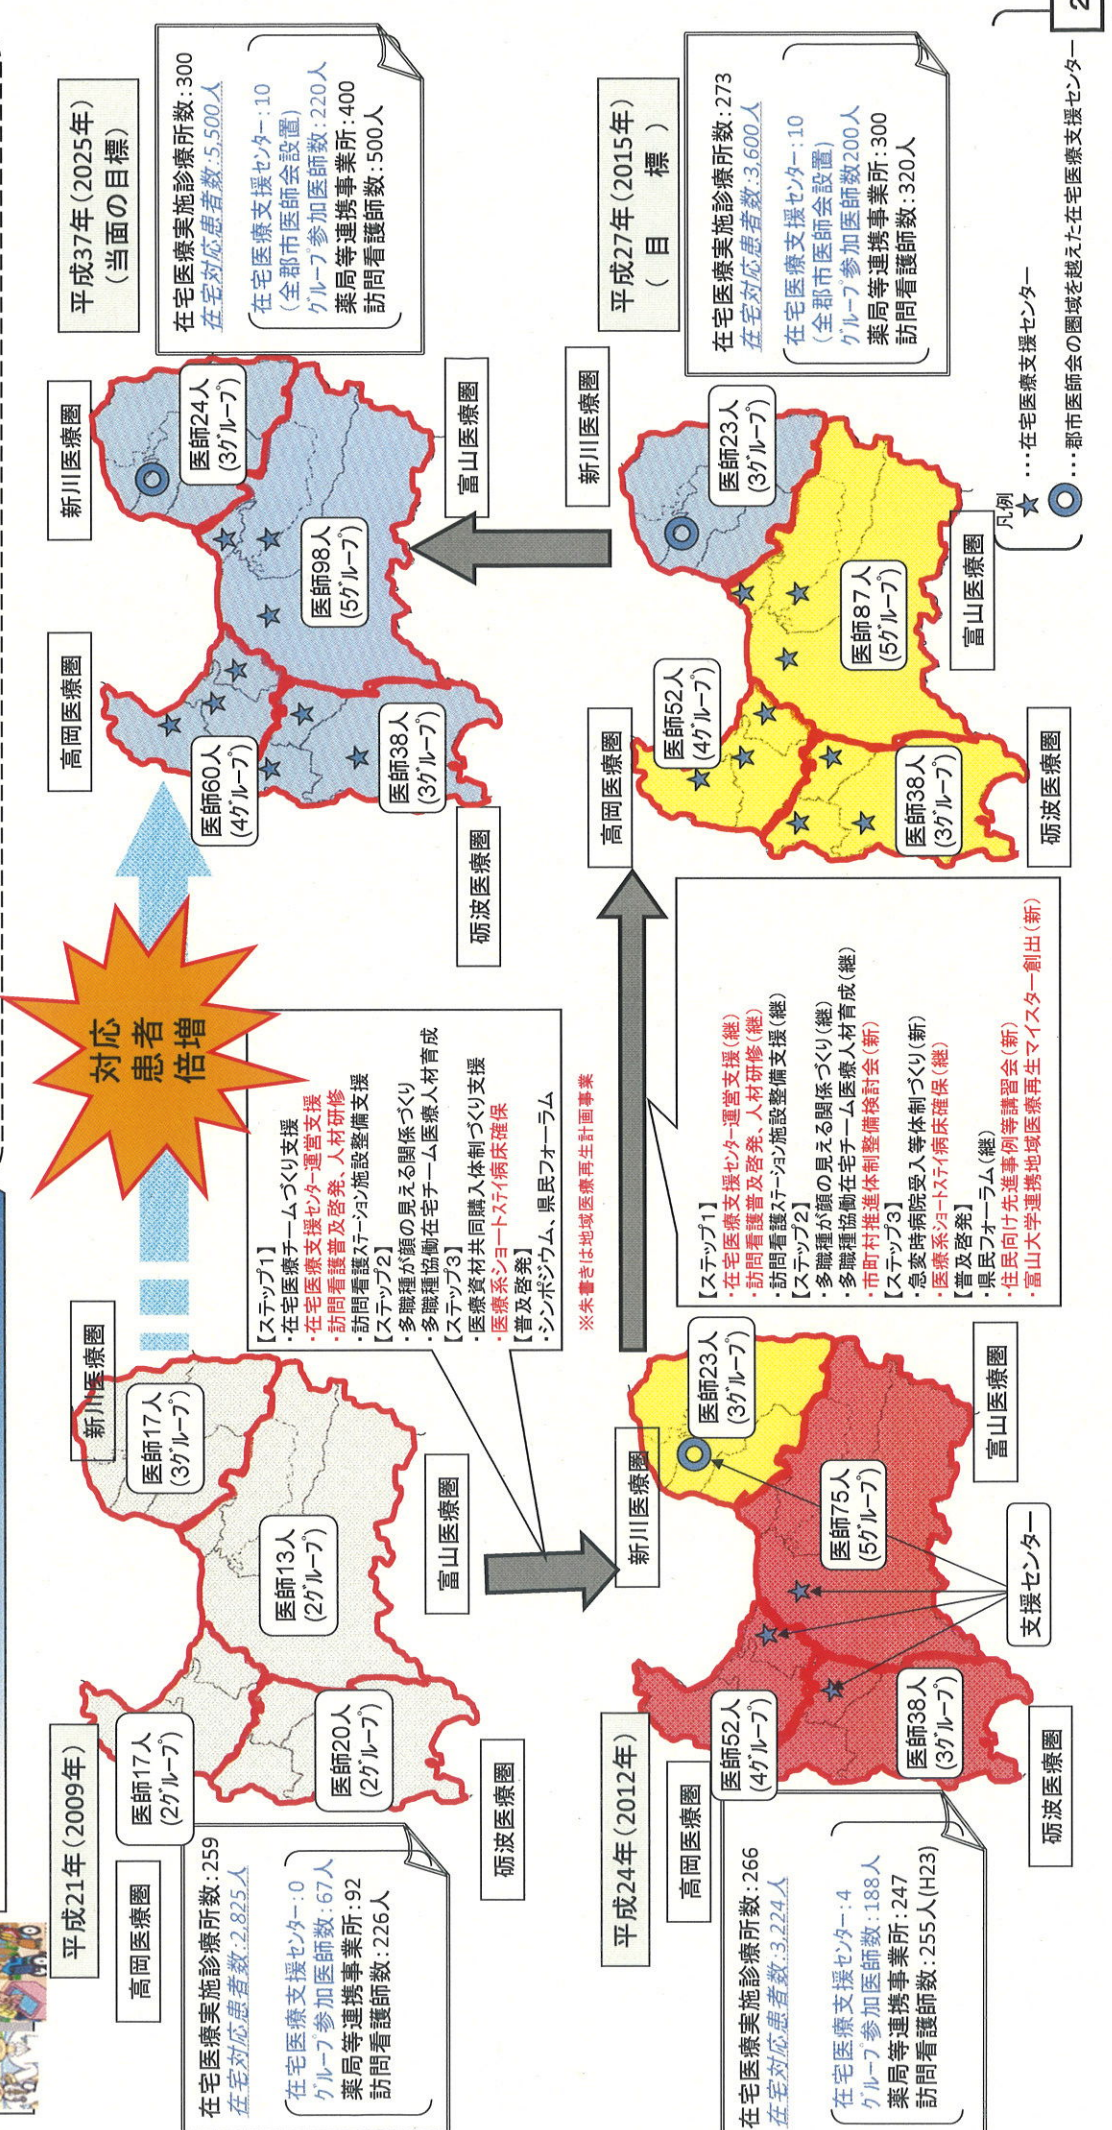 平成21年(2009年)
高岡医療圏
新川医療圏
医師17人
(2グループ)
医師17人
(3グループ)
医師13人
(2グループ)
医師20人
(2グループ)
富山医療圏
砺波医療圏
在宅医療実施診療所数:259
在宅対応患者数:2,825人
在宅医療支援センター:0
グループ参加医師数:67人
薬局等連携事業所:92
訪問看護師数:226人
対応
患者
倍増
【ステップ1】
・在宅医療チームづくり支援
・在宅医療支援センター運営支援
・訪問看護普及啓発、人材研修
・訪問看護ステーション施設整備支援
【ステップ2】
・多職種が顔の見える関係づくり
・多職種協働在宅チーム医療人材育成
【ステップ3】
・医療資材共同購入体制づくり支援
・医療系ショートステイ病床確保
【普及啓発】
・シンポジウム、県民フォーラム
※朱書きは地域医療再生計画事業
平成37年(2025年)
(当面の目標)
高岡医療圏
新川医療圏
医師60人
(4グループ)
医師24人
(3グループ)
医師98人
(5グループ)
医師38人
(3グループ)
富山医療圏
砺波医療圏
在宅医療実施診療所数:300
在宅対応患者数:5,500人
在宅医療支援センター:10
(全郡市医師会設置)
グループ参加医師数:220人
薬局等連携事業所:400
訪問看護師数:500人
平成24年(2012年)
高岡医療圏
新川医療圏
医師52人
(4グループ)
医師23人
(3グループ)
医師75人
(5グループ)
医師38人
(3グループ)
富山医療圏
砺波医療圏
支援センター
在宅医療実施診療所数:266
在宅対応患者数:3,224人
在宅医療支援センター:4
グループ参加医師数:188人
薬局等連携事業所:247
訪問看護師数:255人(H23)
【ステップ1】
・在宅医療支援センター運営支援(継)
・訪問看護普及啓発、人材研修(継)
・訪問看護ステーション施設整備支援(継)
【ステップ2】
・多職種が顔の見える関係づくり(継)
・多職種協働在宅チーム医療人材育成(継)
・市町村推進体制整備検討会(新)
【ステップ3】
・急変時病院受入等体制づくり(新)
・医療系ショートステイ病床確保(継)
【普及啓発】
・県民フォーラム(継)
・住民向け先進事例等講習会(新)
・富山大学連携地域医療再生マイスター創出(新)
平成27年(2015年)
(目 標)
高岡医療圏
新川医療圏
医師52人
(4グループ)
医師23人
(3グループ)
医師87人
(5グループ)
医師38人
(3グループ)
富山医療圏
砺波医療圏
在宅医療実施診療所数:273
在宅対応患者数:3,600人
在宅医療支援センター:10
(全郡市医師会設置)
グループ参加医師数200人
薬局等連携事業所:300
訪問看護師数:320人
凡例
★…在宅医療支援センター
◎…郡市医師会の圏域を越えた在宅医療支援センター
2